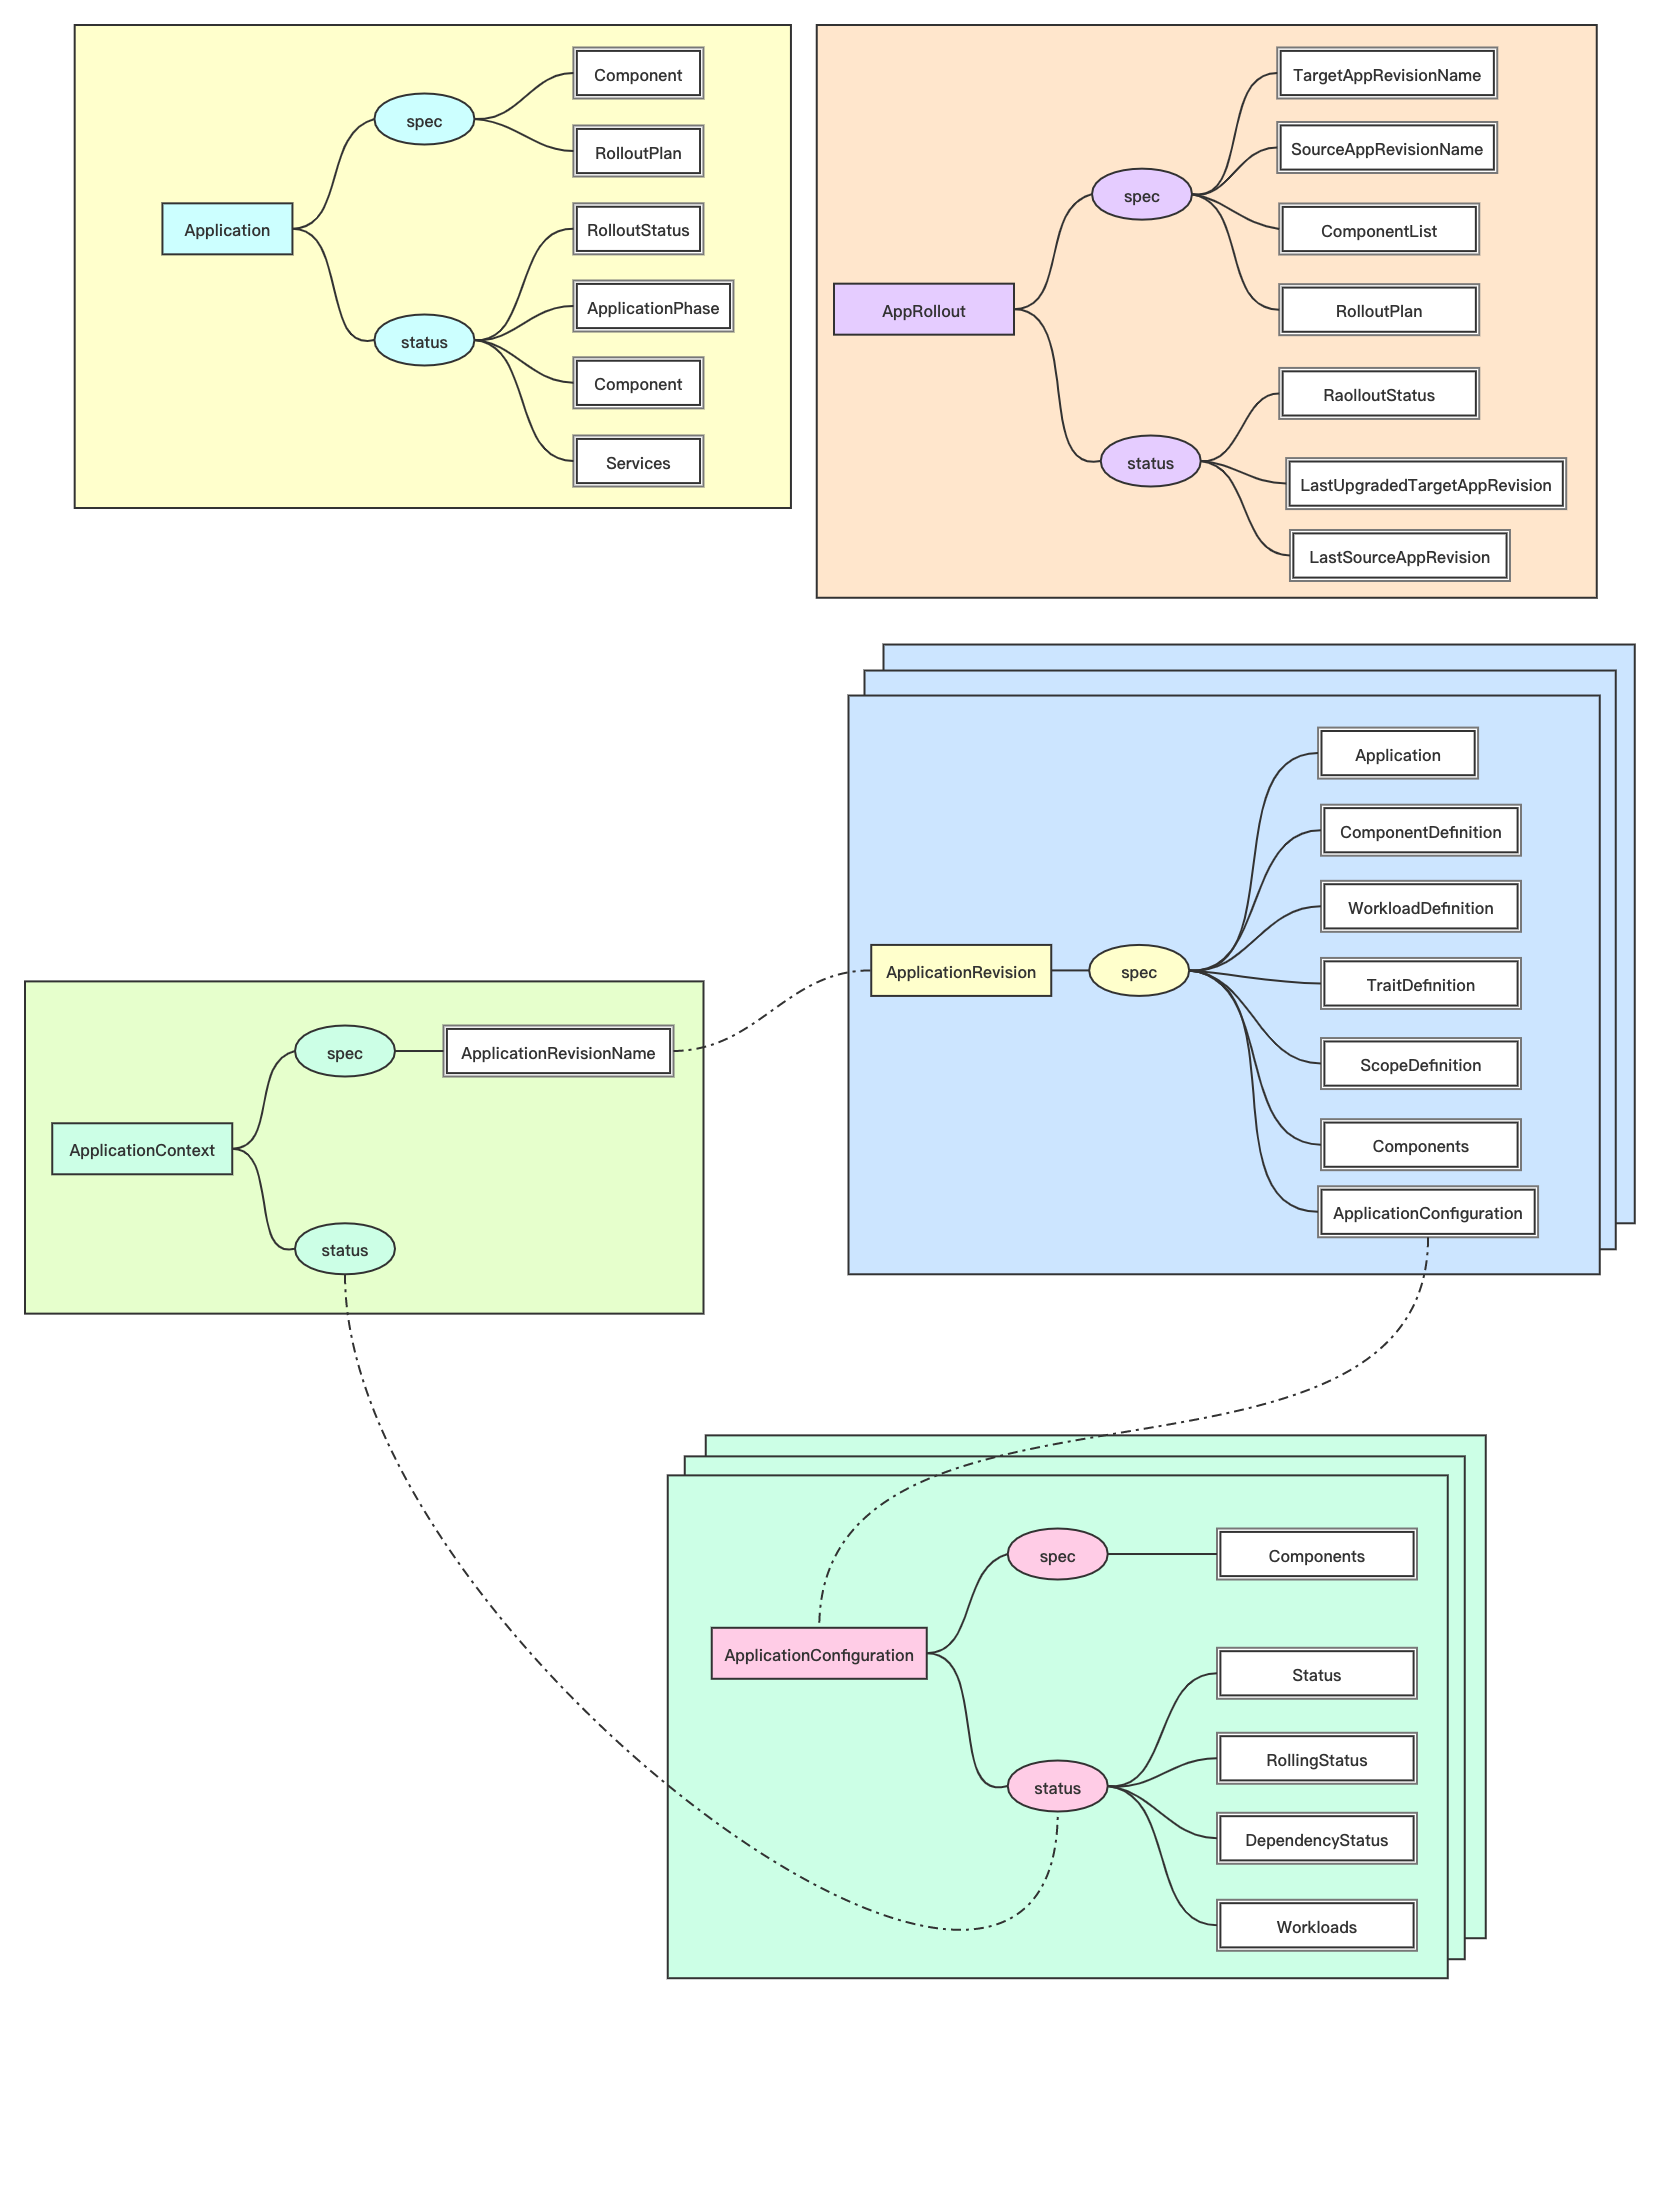 Application
spec
Component
RolloutPlan
status
RolloutStatus
ApplicationPhase
Component
Services
AppRollout
spec
TargetAppRevisionName
SourceAppRevisionName
ComponentList
RolloutPlan
status
RaolloutStatus
LastUpgradedTargetAppRevision
LastSourceAppRevision
ApplicationRevision
spec
Application
ComponentDefinition
WorkloadDefinition
TraitDefinition
ScopeDefinition
Components
ApplicationConfiguration
ApplicationContext
spec
ApplicationRevisionName
status
ApplicationConfiguration
spec
Components
status
Status
RollingStatus
DependencyStatus
Workloads